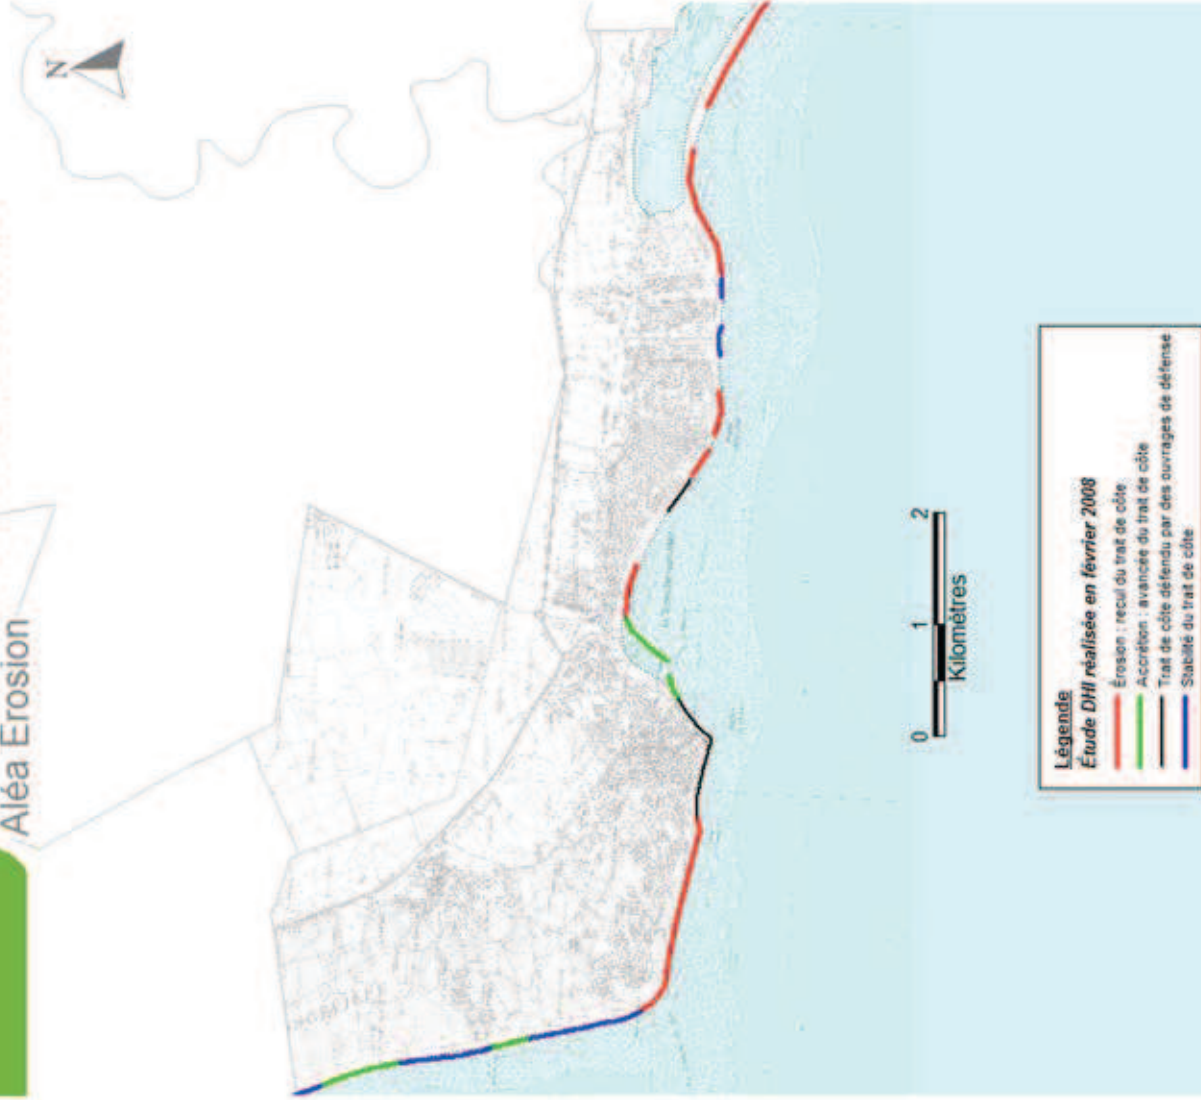 Aléa Erosion
N
0 1 2
Kilomètres
Légende
Étude DHI réalisée en février 2008
Érosion : recul du trait de côte
Accrétion : avancée du trait de côte
Trait de côte défendu par des ouvrages de défense
Stabilité du trait de côte